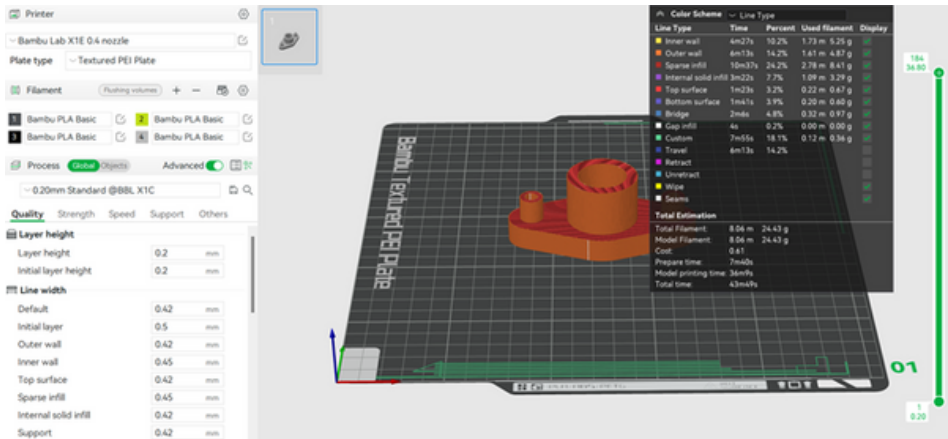 Printer
Bambu Lab X1E 0.4 nozzle
Plate type Textured PEI Plate
Filament Flushing volumes + −
1 Bambu PLA Basic 2 Bambu PLA Basic
3 Bambu PLA Basic 4 Bambu PLA Basic
Process Global Objects Advanced
0.20mm Standard @BBL X1C
Quality Strength Speed Support Others
Layer height
Layer height 0.2 mm
Initial layer height 0.2 mm
Line width
Default 0.42 mm
Initial layer 0.5 mm
Outer wall 0.42 mm
Inner wall 0.45 mm
Top surface 0.42 mm
Sparse infill 0.45 mm
Internal solid infill 0.42 mm
Support 0.42 mm
1
Bambu Textured PEI Plate
01
Color Scheme Line Type
Line Type Time Percent Used filament Display
Inner wall 4m27s 10.2% 1.73 m 5.25 g
Outer wall 6m13s 14.2% 1.61 m 4.87 g
Sparse infill 10m37s 24.2% 2.78 m 8.41 g
Internal solid infill 3m22s 7.7% 1.09 m 3.29 g
Top surface 1m23s 3.2% 0.22 m 0.67 g
Bottom surface 1m41s 3.9% 0.20 m 0.60 g
Bridge 2m6s 4.8% 0.32 m 0.97 g
Gap infill 4s 0.2% 0.00 m 0.00 g
Custom 7m55s 18.1% 0.12 m 0.36 g
Travel 6m13s 14.2%
Retract
Unretract
Wipe
Seams
Total Estimation
Total Filament: 8.06 m 24.43 g
Model Filament: 8.06 m 24.43 g
Cost: 0.61
Prepare time: 7m40s
Model printing time: 36m9s
Total time: 43m49s
184
36.80
1
0.20